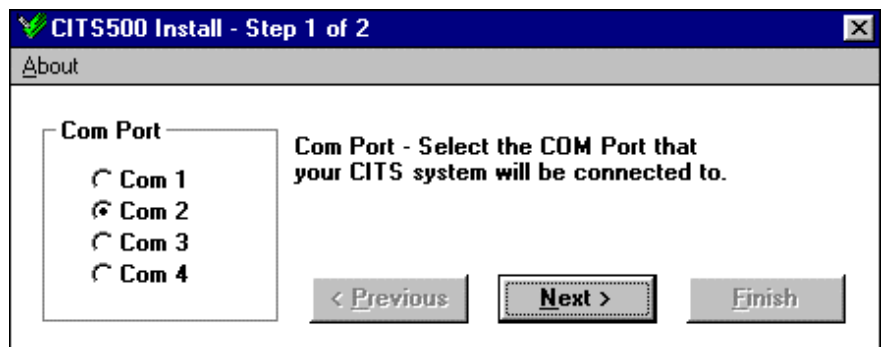 CITS500 Install - Step 1 of 2
About
Com Port
Com 1
Com 2
Com 3
Com 4
Com Port - Select the COM Port that
your CITS system will be connected to.
< Previous
Next >
Finish